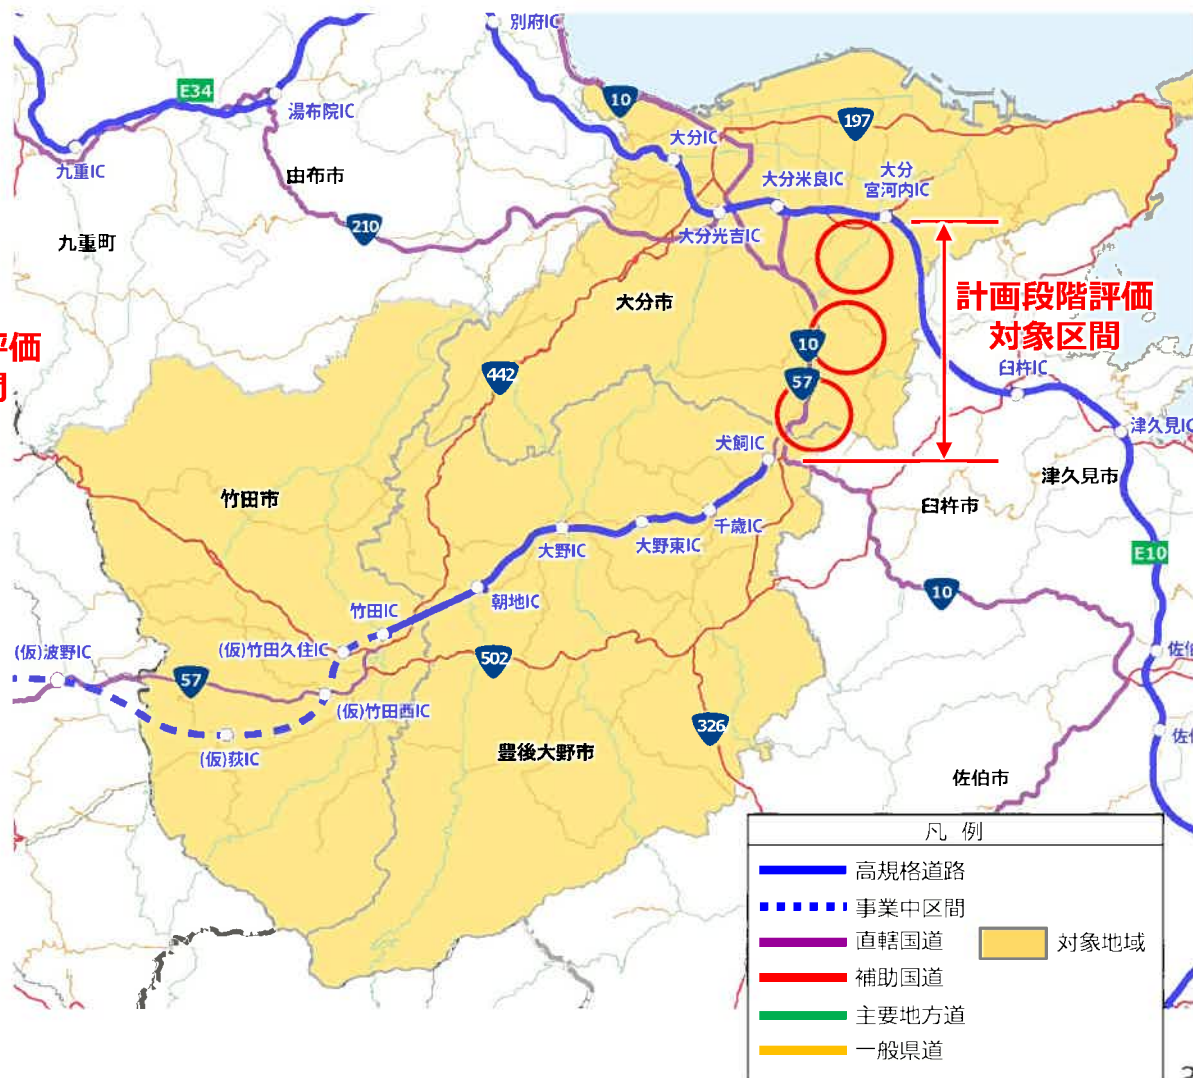 別府IC
E34
湯布院IC
九重IC
由布市
九重町
210
10
197
大分IC
大分米良IC
大分
宮河内IC
大分光吉IC
大分市
計画段階評価
対象区間
評価
間
442
10
57
臼杵IC
津久見IC
犬飼IC
津久見市
竹田市
臼杵市
千歳IC
大野東IC
大野IC
E10
10
朝地IC
竹田IC
(仮)竹田久住IC
(仮)波野IC
502
57
(仮)竹田西IC
326
(仮)荻IC
豊後大野市
佐伯市
佐伯
佐伯
凡 例
高規格道路
事業中区間
直轄国道
対象地域
補助国道
主要地方道
一般県道